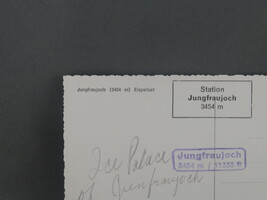 Jungfraujoch (3454 m) Eispalast
Station
Jungfraujoch
3454 m
Ice Palace
of Jungfraujoch
Jungfraujoch
3454 m / 11333 ft